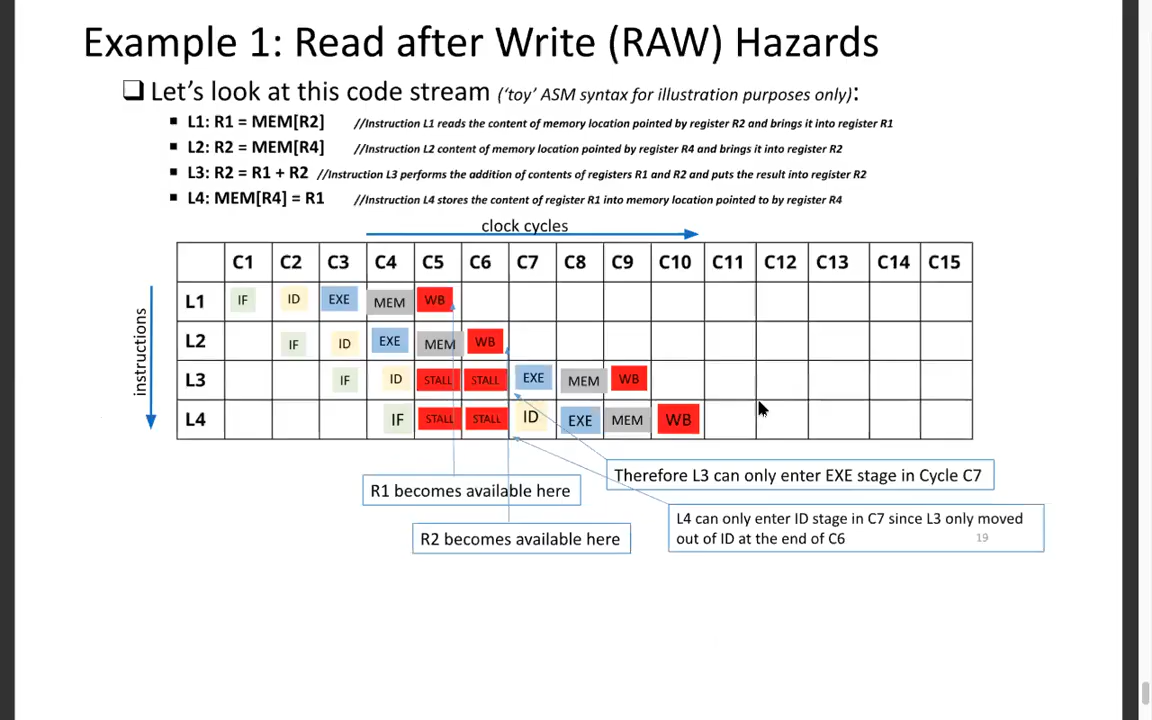 Example 1: Read after Write (RAW) Hazards
❑ Let's look at this code stream ('toy' ASM syntax for illustration purposes only):
▪ L1: R1 = MEM[R2] //Instruction L1 reads the content of memory location pointed by register R2 and brings it into register R1
▪ L2: R2 = MEM[R4] //Instruction L2 content of memory location pointed by register R4 and brings it into register R2
▪ L3: R2 = R1 + R2 //Instruction L3 performs the addition of contents of registers R1 and R2 and puts the result into register R2
▪ L4: MEM[R4] = R1 //Instruction L4 stores the content of register R1 into memory location pointed to by register R4
clock cycles
C1 C2 C3 C4 C5 C6 C7 C8 C9 C10 C11 C12 C13 C14 C15
instructions
L1 IF ID EXE MEM WB
L2 IF ID EXE MEM WB
L3 IF ID STALL STALL EXE MEM WB
L4 IF STALL STALL ID EXE MEM WB
Therefore L3 can only enter EXE stage in Cycle C7
R1 becomes available here
L4 can only enter ID stage in C7 since L3 only moved
out of ID at the end of C6
R2 becomes available here
19